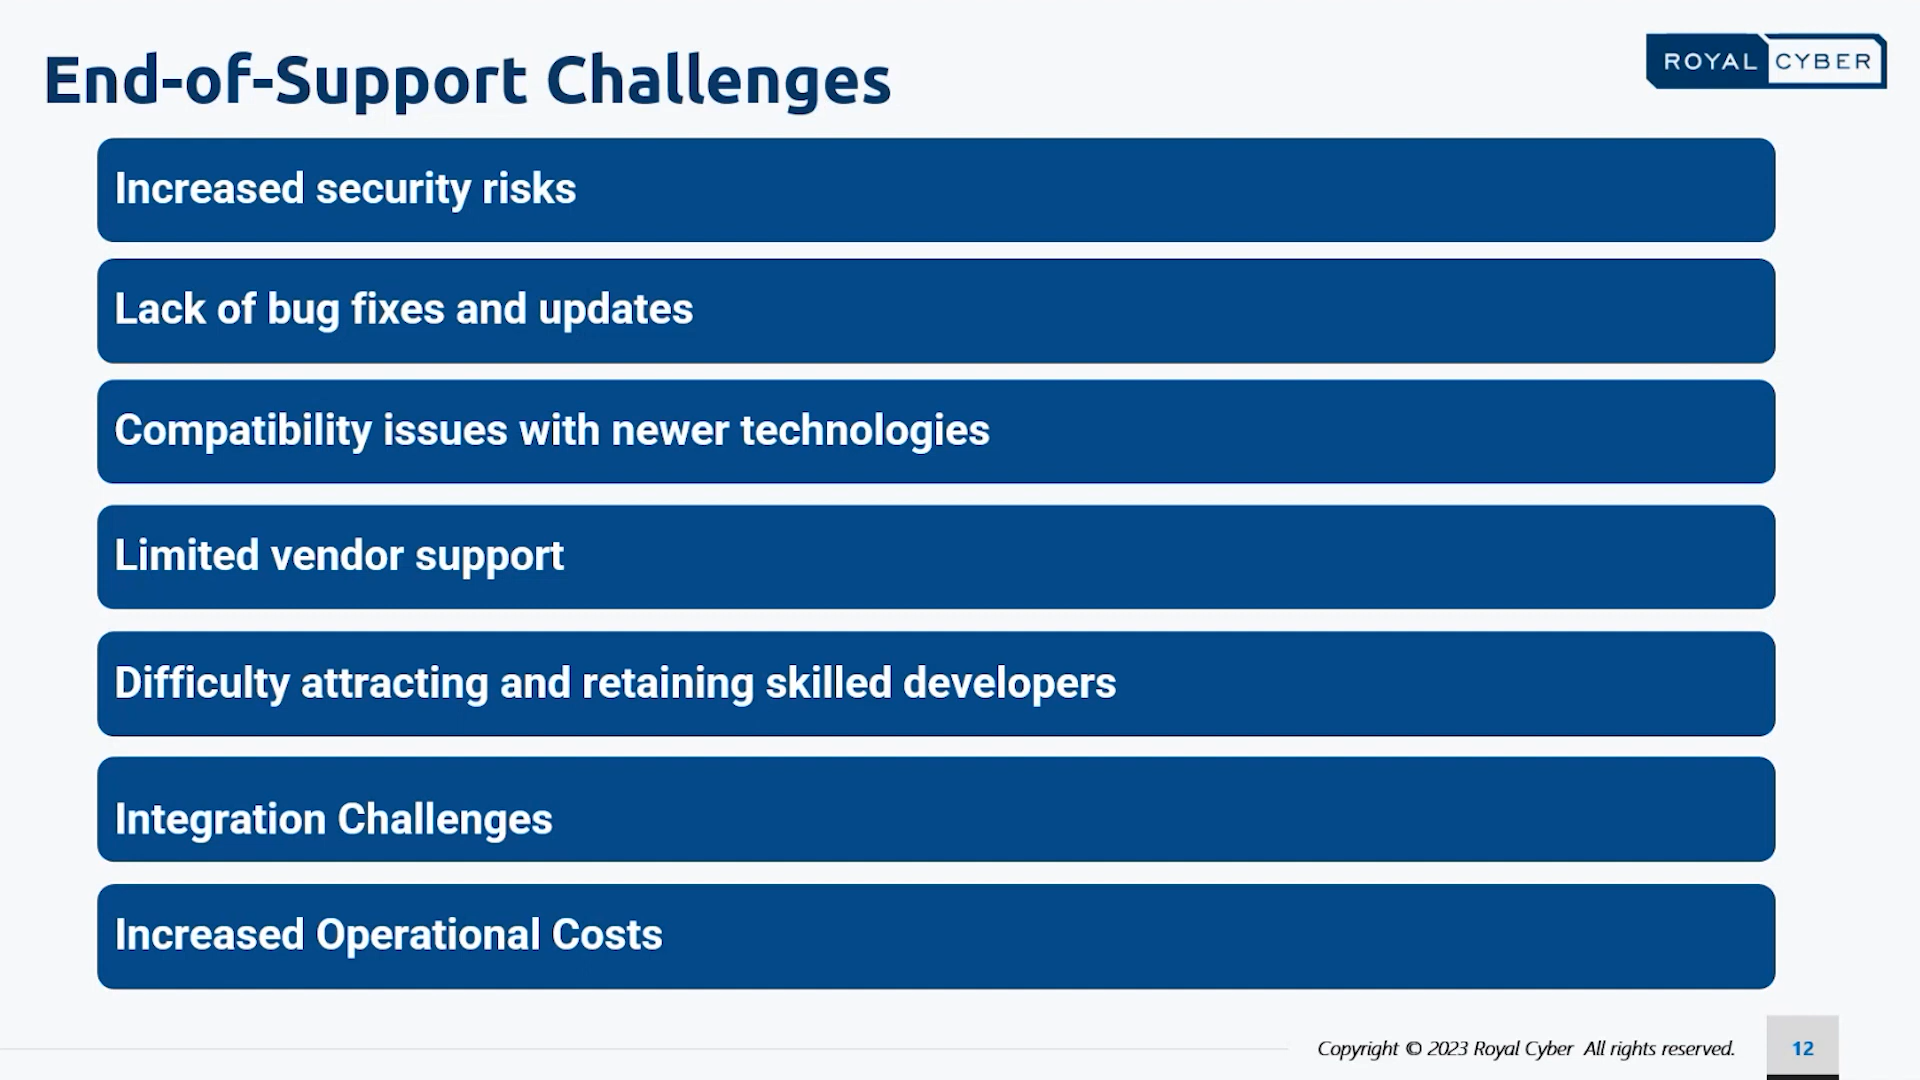 End-of-Support Challenges
ROYAL CYBER
Increased security risks
Lack of bug fixes and updates
Compatibility issues with newer technologies
Limited vendor support
Difficulty attracting and retaining skilled developers
Integration Challenges
Increased Operational Costs
Copyright © 2023 Royal Cyber All rights reserved.
12